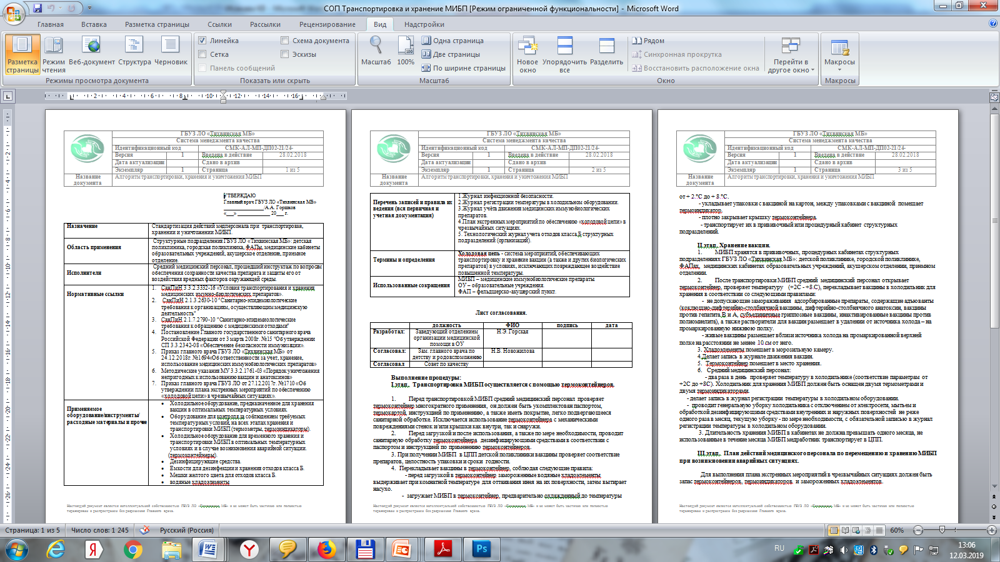 СОП Транспортировка и хранение МИБП [Режим ограниченной функциональности] - Microsoft Word
Главная Вставка Разметка страницы Ссылки Рассылки Рецензирование Вид Надстройки
Разметка страницы
Режим чтения
Веб-документ
Структура
Черновик
Режимы просмотра документа
Линейка
Сетка
Панель сообщений
Схема документа
Эскизы
Показать или скрыть
Масштаб
100%
Одна страница
Две страницы
По ширине страницы
Масштаб
Новое окно
Упорядочить все
Разделить
Рядом
Синхронная прокрутка
Восстановить расположение окна
Перейти в другое окно
Окно
Макросы
Макросы
ГБУЗ ЛО «Тихвинская МБ»
Система менеджмента качества
Идентификационный код СМК-АЛ-МП-ДП02-21/24-
Версия 1 Введена в действие 28.02.2018
Дата актуализации Сдано в архив
Экземпляр 1 Страница 1 из 5
Название документа
Алгоритм транспортировки, хранения и уничтожения МИБП
УТВЕРЖДАЮ
Главный врач ГБУЗ ЛО «Тихвинская МБ»
_______________/А.А. Горшков
«___» _____________ 20___ г.
Назначение
Стандартизация действий медперсонала при транспортировке,
хранении и уничтожении МИБП.
Область применения
Структурные подразделения ГБУЗ ЛО «Тихвинская МБ»: детская
поликлиника, городская поликлиника, ФАПы, медицинские кабинеты
образовательных учреждений, акушерское отделение, приемное
отделение.
Исполнители
Средний медицинский персонал, прошедший инструктаж по вопросам
обеспечения сохранности качества препарата и защиты его от
воздействия вредных факторов окружающей среды.
Нормативные ссылки
1. СанПиН 3.3.2.3332-16 «Условия транспортирования и хранения
медицинских имунно-биологических препаратов».
2. СанПиН 2.1.3.2630-10 "Санитарно-эпидемиологические
требования к организациям, осуществляющим медицинскую
деятельность"
3. СанПиН 2.1.7.2790-10 "Санитарно-эпидемиологические
требования к обращению с медицинскими отходами"
4. Постановление Главного государственного санитарного врача
Российской Федерации от 3 марта 2008г. №15 "Об утверждении
СП 3.3.2342-08 «Обеспечение безопасности иммунизации».
5. Приказ главного врача ГБУЗ ЛО «Тихвинская МБ» от
24.12.2018г. №1694«Об ответственности за учет, хранение,
использование медицинских иммунобиологических препаратов»
6. Методические указания МУ 3.3.2.1761-03 «Порядок уничтожения
непригодных к использованию вакцин и анатоксинов»
7. Приказ главного врача ГБУЗ ЛО от 27.12.2017г. №1710 «Об
утверждении плана экстренных мероприятий по обеспечению
«холодовой цепи» в чрезвычайных ситуациях».
Применяемое
оборудование/инструменты/
расходные материалы и прочее
• Холодильное оборудование, предназначенное для хранения
вакцин в оптимальных температурных условиях.
• Оборудование для контроля за соблюдением требуемых
температурных условий, на всех этапах хранения и
транспортировки МИБП (термометры, термоиндикаторы).
• Холодильное оборудование для временного хранения и
транспортировки МИБП в оптимальных температурных
условиях и в случае возникновения аварийной ситуации.
(термоконтейнеры)
• Дезинфицирующие средства.
• Емкости для дезинфекции и хранения отходов класса Б.
• Мешки желтого цвета для отходов класса Б.
• водяные хладоэлементы
Настоящий документ является интеллектуальной собственностью ГБУЗ ЛО «Тихвинская МБ» и не может быть частично или полностью
тиражирован и распространен без разрешения Главного врача.
ГБУЗ ЛО «Тихвинская МБ»
Система менеджмента качества
Идентификационный код СМК-АЛ-МП-ДП02-21/24-
Версия 1 Введена в действие 28.02.2018
Дата актуализации Сдано в архив
Экземпляр 1 Страница 2 из 5
Название документа
Алгоритм транспортировки, хранения и уничтожения МИБП
Перечень записей и правила их
ведения (вся первичная и
учетная документация)
1.Журнал инфекционной безопасности.
2.Журнал регистрации температуры в холодильном оборудовании.
3.Журнал учёта движения медицинских иммунобиологических
препаратов.
4.План экстренных мероприятий по обеспечению «холодовой цепи» в
чрезвычайных ситуациях.
5. Технологический журнал учета отходов класса Б структурных
подразделений (организаций).
Термины и определения
Холодовая цепь - система мероприятий, обеспечивающих
транспортировку и хранение вакцин (а также и других биологических
препаратов) в условиях, исключающих повреждающее воздействие
повышенной температуры.
Использованные сокращения
МИБП – медицинские иммунобиологические препараты.
ОУ – образовательные учреждения.
ФАП – фельдшерско-акушерский пункт.
Лист согласования.
должность ФИО подпись дата
Разработал: Заведующий отделением
организации медицинской
помощи в ОУ
Н.Э. Горская
Согласовал: Зам. главного врача по
детству и родовспоможению
Н.В. Новожилова
Согласовал Совет по качеству
Выполнение процедуры:
I этап. Транспортировка МИБП осуществляется с помощью термоконтейнеров.
1. Перед транспортировкой МИБП средний медицинский персонал проверяет
термоконтейнер многократного применения, он должен быть укомплектован паспортом,
термокартой, инструкцией по применению, а также иметь покрытие, легко подвергающееся
санитарной обработке. Исключается использование термоконтейнера с механическими
повреждениями стенок и/или крышки как внутри, так и снаружи.
2. Перед загрузкой и после использования, а также по мере необходимости, проводит
санитарную обработку термоконтейнера дезинфицирующими средствами в соответствии с
паспортом и инструкцией по применению термоконтейнеров.
3. При получении МИБП в ЦПП детской поликлиники вакцины проверяет соответствие
препаратов, целостность упаковки и сроки годности.
4. Перекладывает вакцины в термоконтейнер, соблюдая следующие правила:
- перед загрузкой в термоконтейнер замороженные водяные хладоэлементы
выдерживает при комнатной температуре для оттаивания инея на их поверхности, затем вытирает
насухо.
- загружает МИБП в термоконтейнер, предварительно охлажденный до температуры
Настоящий документ является интеллектуальной собственностью ГБУЗ ЛО «Тихвинская МБ» и не может быть частично или полностью
тиражирован и распространен без разрешения Главного врача.
ГБУЗ ЛО «Тихвинская МБ»
Система менеджмента качества
Идентификационный код СМК-АЛ-МП-ДП02-21/24-
Версия 1 Введена в действие 28.02.2018
Дата актуализации Сдано в архив
Экземпляр 1 Страница 3 из 5
Название документа
Алгоритм транспортировки, хранения и уничтожения МИБП
от + 2.°С до + 8.°С.
- укладывает упаковки с вакциной на картон, между упаковками с вакциной помещает
термоиндикатор.
- плотно закрывает крышку термоконтейнера.
- транспортирует их в прививочный или процедурный кабинет структурных
подразделений.
II этап. Хранение вакцин.
1. МИБП хранятся в прививочных, процедурных кабинетах структурных
подразделениях ГБУЗ ЛО «Тихвинская МБ»: детской поликлинике, городской поликлинике,
ФАПах, медицинских кабинетах образовательных учреждений, акушерском отделении, приемном
отделении.
2. После транспортировки МИБП средний медицинский персонал открывает
термоконтейнер, проверяет температуру (+2С - +8 С), перекладывает вакцины в холодильник для
хранения в соответствии со следующими правилами:
- не допускающие замораживания адсорбированные препараты, содержащие адъюванты
(коклюшно-дифтерийно-столбнячной вакцины, дифтерийно-столбнячного анатоксин, вакцины
против гепатита В и А, субъединичные гриппозные вакцины, инактивированные вакцины против
полиомиелита), а также растворители для вакцин размещает в удалении от источника холода – на
промаркированную нижнюю полку.
- живые вакцины размещает вблизи источника холода на промаркированной верхней
полке на расстоянии не менее 10 см от него.
3. Хладоэлементы помещает в морозильную камеру.
4.Делает запись в журнале движения вакцин.
5. Термоконтейнер помещает в место хранения.
6. Средний медицинский персонал:
- два раза в день проверяет температуру в холодильнике (соответствие параметрам от
+2С до +8С). Холодильник для хранения МИБП должен быть оснащен двумя термометрами и
двумя термоиндикаторами.
- делает запись в журнал регистрации температуры в холодильном оборудовании.
- проводит генеральную уборку холодильника с отключением от электросети, мытьем и
обработкой дезинфицирующими средствами внутренних и наружных поверхностей не реже
одного раза в месяц, текущую уборку - по мере необходимости, с обязательной записью в журнал
регистрации температуры в холодильном оборудовании.
3. Длительность хранения МИБП в кабинетах не должна превышать одного месяца, не
использованные в течение месяца МИБП медработник транспортирует в ЦПП.
III этап. План действий медицинского персонала по перемещению и хранению МИБП
при возникновении аварийных ситуациях.
Для выполнения плана экстренных мероприятий в чрезвычайных ситуациях должен быть
запас термоконтейнеров, термоиндикаторов и замороженных хладоэлементов.
Настоящий документ является интеллектуальной собственностью ГБУЗ ЛО «Тихвинская МБ» и не может быть частично или полностью
тиражирован и распространен без разрешения Главного врача.
Страница: 1 из 5 Число слов: 1 245 Русский (Россия) 60%
RU 13:06
12.03.2019